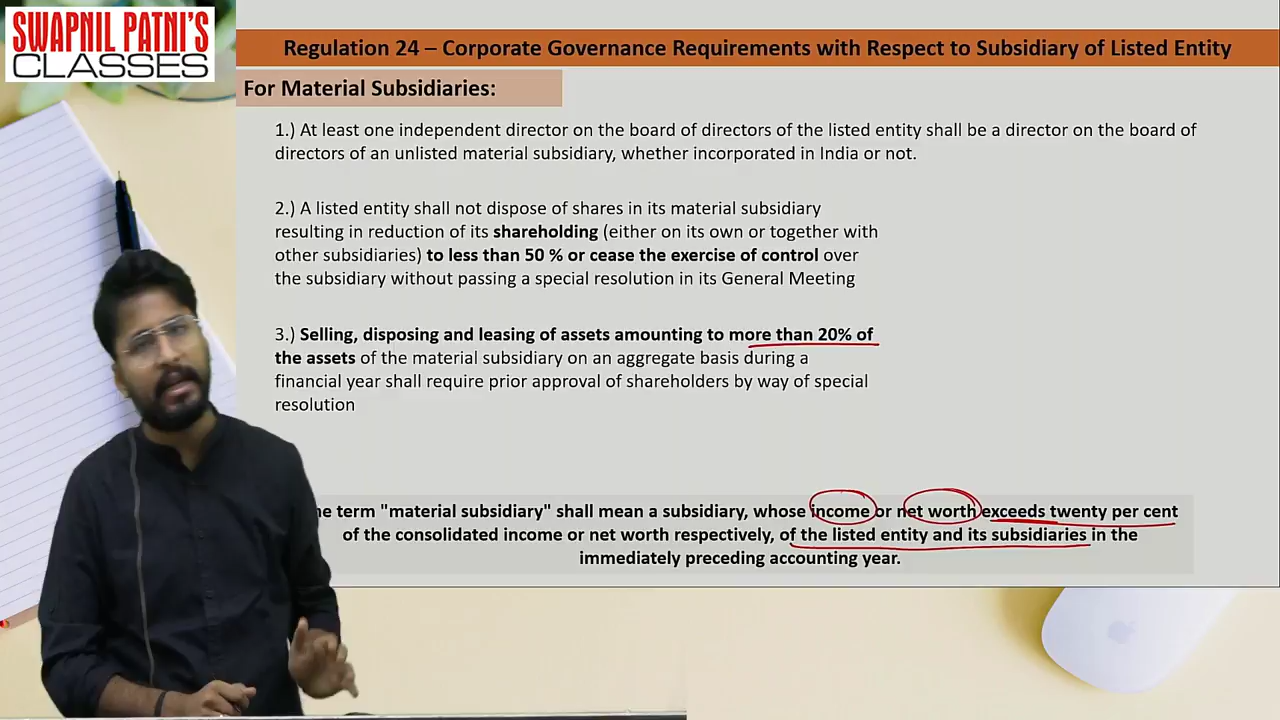 SWAPNIL PATNI'S
CLASSES
Regulation 24 – Corporate Governance Requirements with Respect to Subsidiary of Listed Entity
For Material Subsidiaries:
1.) At least one independent director on the board of directors of the listed entity shall be a director on the board of
directors of an unlisted material subsidiary, whether incorporated in India or not.
2.) A listed entity shall not dispose of shares in its material subsidiary
resulting in reduction of its shareholding (either on its own or together with
other subsidiaries) to less than 50 % or cease the exercise of control over
the subsidiary without passing a special resolution in its General Meeting
3.) Selling, disposing and leasing of assets amounting to more than 20% of
the assets of the material subsidiary on an aggregate basis during a
financial year shall require prior approval of shareholders by way of special
resolution
term "material subsidiary" shall mean a subsidiary, whose income or net worth exceeds twenty per cent
of the consolidated income or net worth respectively, of the listed entity and its subsidiaries in the
immediately preceding accounting year.